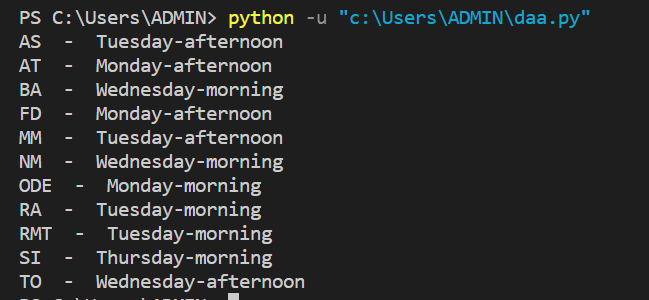 PS C:\Users\ADMIN> python -u "c:\Users\ADMIN\daa.py"
AS  -  Tuesday-afternoon
AT  -  Monday-afternoon
BA  -  Wednesday-morning
FD  -  Monday-afternoon
MM  -  Tuesday-afternoon
NM  -  Wednesday-morning
ODE  -  Monday-morning
RA  -  Tuesday-morning
RMT  -  Tuesday-morning
SI  -  Thursday-morning
TO  -  Wednesday-afternoon